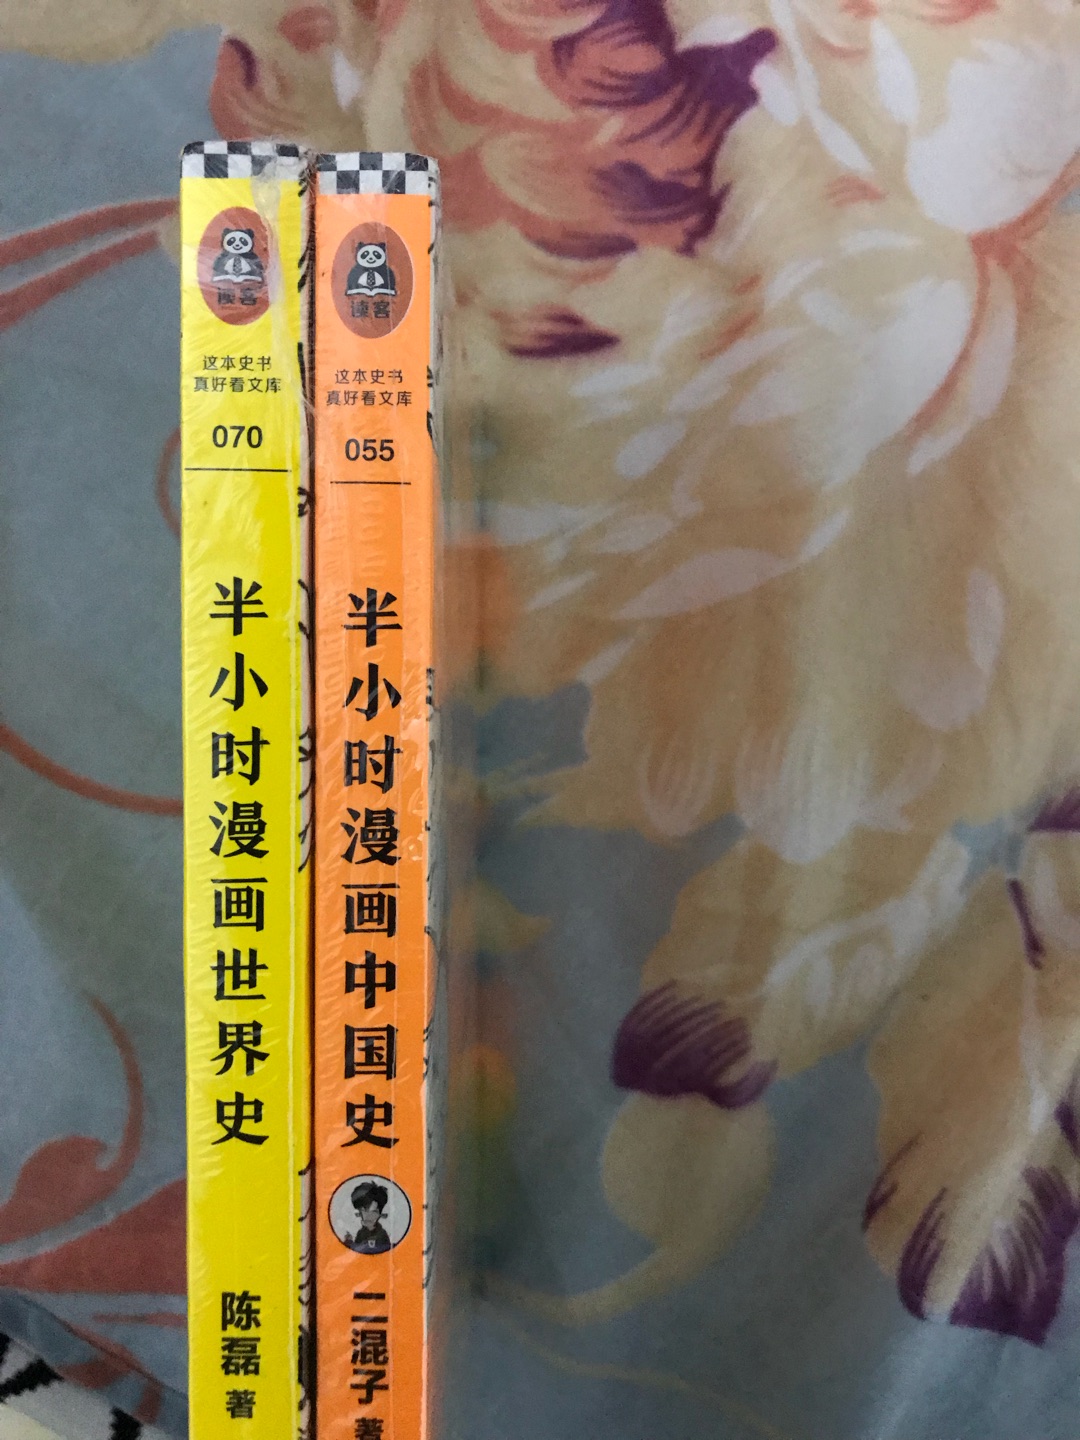 读客
这本史书
真好看文库
070
半小时漫画世界史
陈磊 著
读客
这本史书
真好看文库
055
半小时漫画中国史
二混子 著